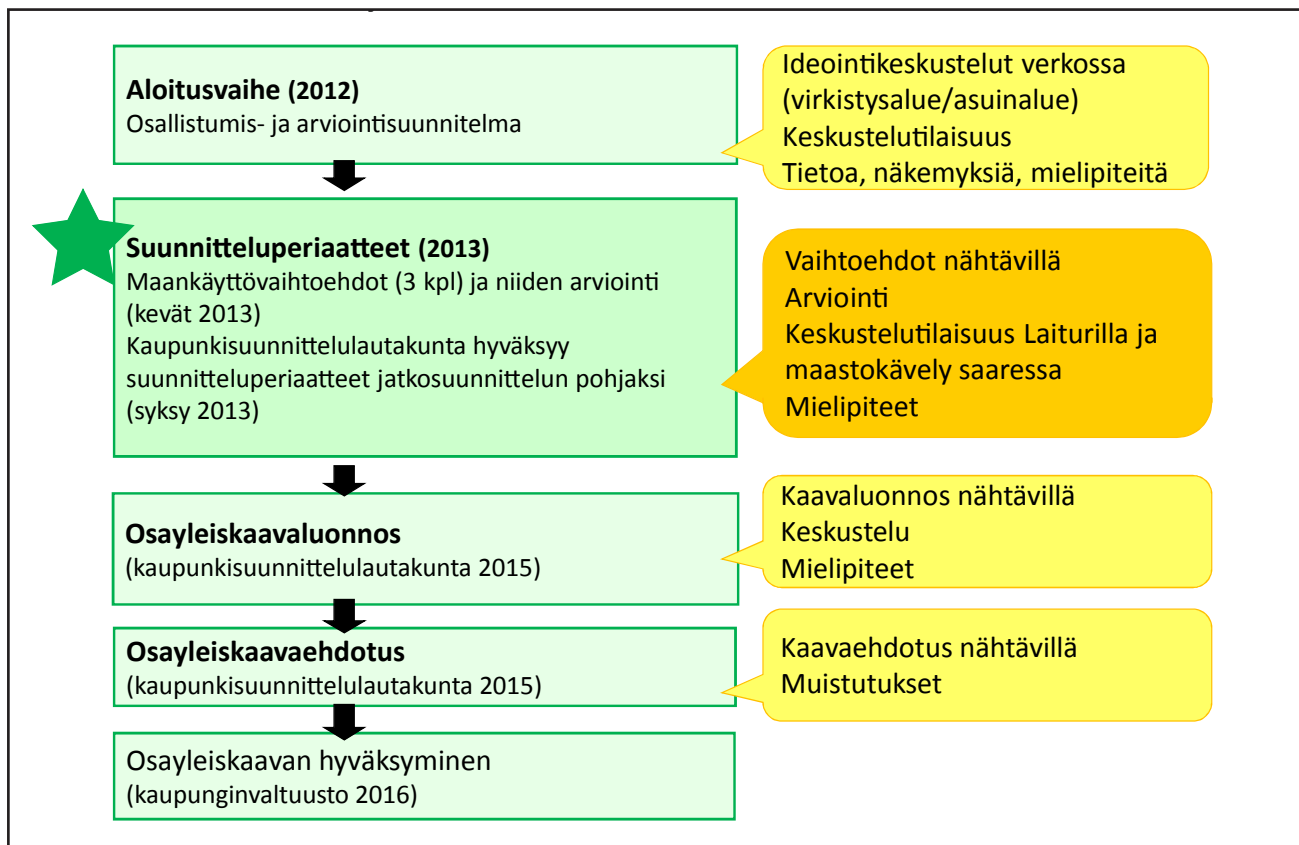 Aloitusvaihe (2012)
Osallistumis- ja arviointisuunnitelma
Ideointikeskustelut verkossa
(virkistysalue/asuinalue)
Keskustelutilaisuus
Tietoa, näkemyksiä, mielipiteitä
Suunnitteluperiaatteet (2013)
Maankäyttövaihtoehdot (3 kpl) ja niiden arviointi
(kevät 2013)
Kaupunkisuunnittelulautakunta hyväksyy
suunnitteluperiaatteet jatkosuunnittelun pohjaksi
(syksy 2013)
Vaihtoehdot nähtävillä
Arviointi
Keskustelutilaisuus Laiturilla ja
maastokävely saaressa
Mielipiteet
Osayleiskaavaluonnos
(kaupunkisuunnittelulautakunta 2015)
Kaavaluonnos nähtävillä
Keskustelu
Mielipiteet
Osayleiskaavaehdotus
(kaupunkisuunnittelulautakunta 2015)
Kaavaehdotus nähtävillä
Muistutukset
Osayleiskaavan hyväksyminen
(kaupunginvaltuusto 2016)